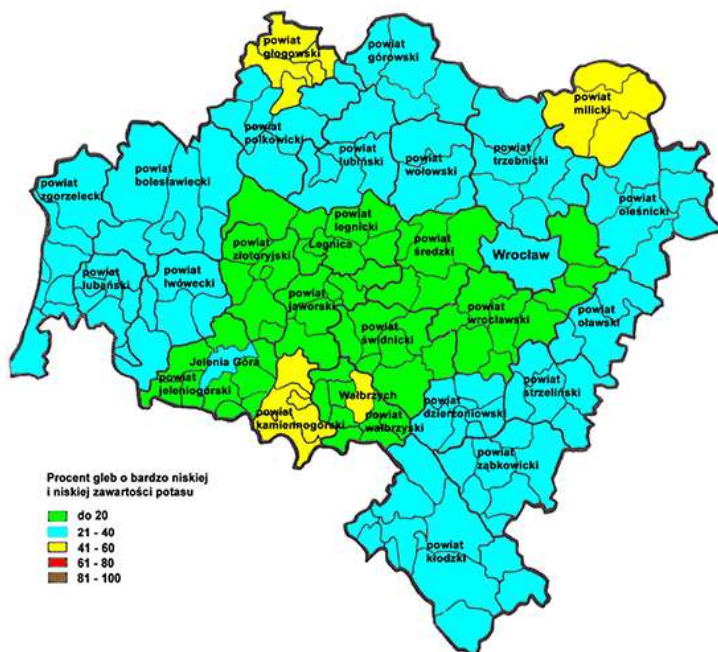 powiat
głogowski
powiat
górowski
powiat
milicki
powiat
polkowicki
powiat
lubiński
powiat
wołowski
powiat
trzebnicki
powiat
bolesławiecki
powiat
zgorzelecki
powiat
oleśnicki
powiat
legnicki
Legnica
powiat
złotoryjski
powiat
średzki
Wrocław
powiat
lubański
powiat
lwówecki
powiat
jaworski
powiat
wrocławski
powiat
oławski
powiat
świdnicki
Jelenia Góra
powiat
jeleniogórski
Wałbrzych
powiat
kamiennogórski
powiat
wałbrzyski
powiat
dzierżoniowski
powiat
strzeliński
powiat
ząbkowicki
powiat
kłodzki
Procent gleb o bardzo niskiej
i niskiej zawartości potasu
do 20
21 - 40
41 - 60
61 - 80
81 - 100